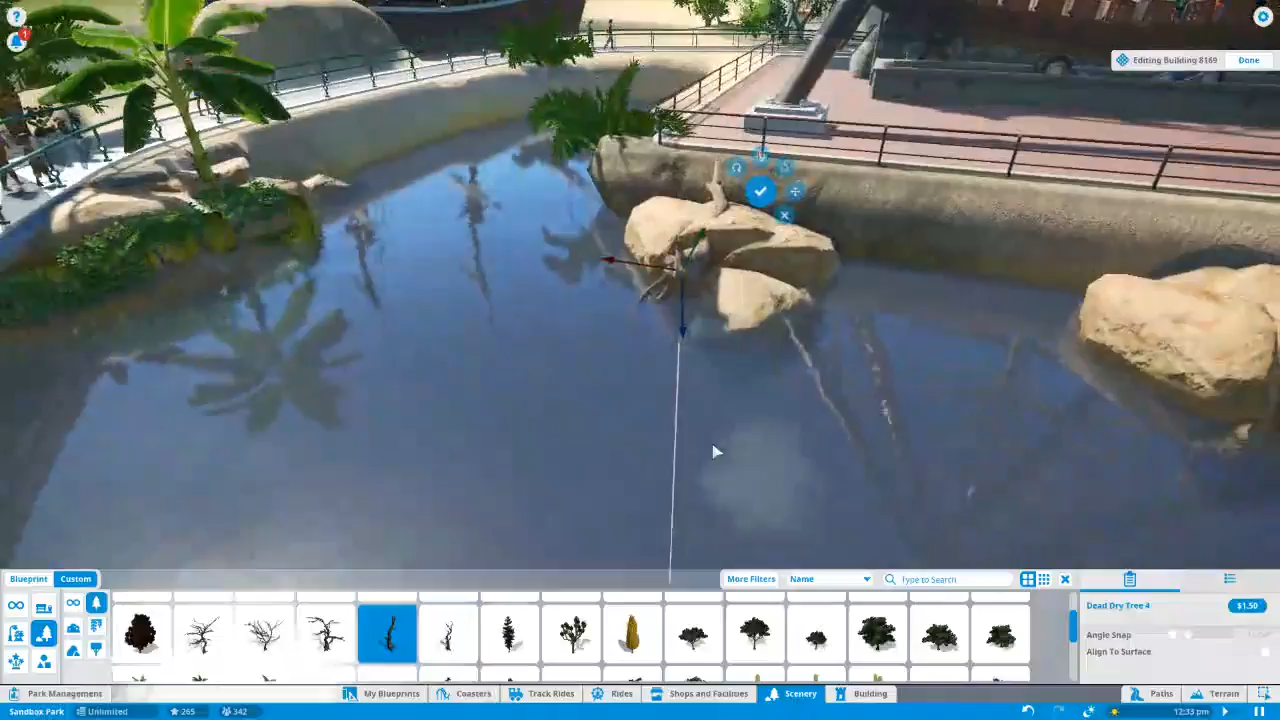 ?
1
Editing Building 8169 Done
Blueprint Custom
More Filters Name Type to Search
Dead Dry Tree 4 $1.50
Angle Snap
Align To Surface
Park Management My Blueprints Coasters Track Rides Rides Shops and Facilities Scenery Building Paths Terrain
Sandbox Park Unlimited 265 342 12:33 pm